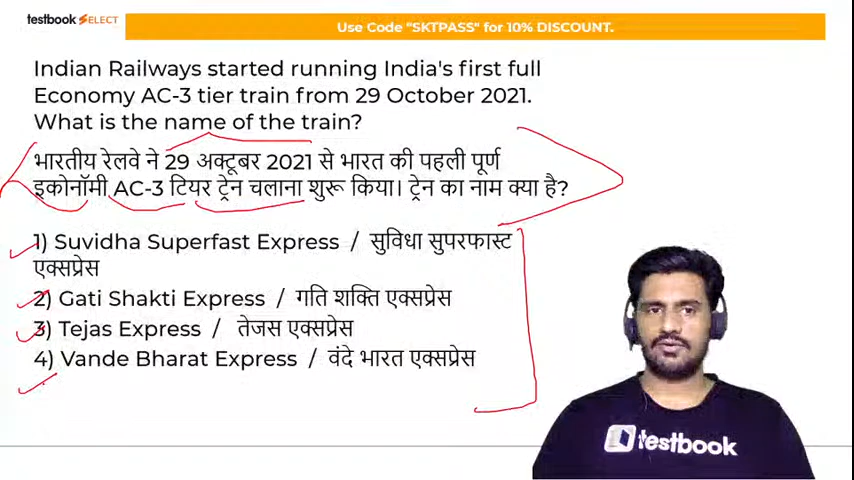 testbook SELECT
Use Code "SKTPASS" for 10% DISCOUNT.
Indian Railways started running India's first full
Economy AC-3 tier train from 29 October 2021.
What is the name of the train?
भारतीय रेलवे ने 29 अक्टूबर 2021 से भारत की पहली पूर्ण
इकोनॉमी AC-3 टियर ट्रेन चलाना शुरू किया। ट्रेन का नाम क्या है?
1) Suvidha Superfast Express / सुविधा सुपरफास्ट
एक्सप्रेस
2) Gati Shakti Express / गति शक्ति एक्सप्रेस
3) Tejas Express / तेजस एक्सप्रेस
4) Vande Bharat Express / वंदे भारत एक्सप्रेस
testbook